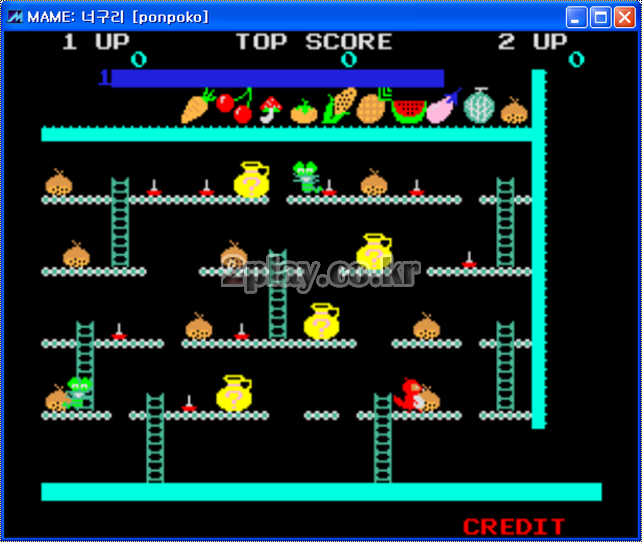 MAME: 너구리 [ponpoko]
1 UP TOP SCORE 2 UP
0 0 0
1
?
?
2play.co.kr
?
?
CREDIT